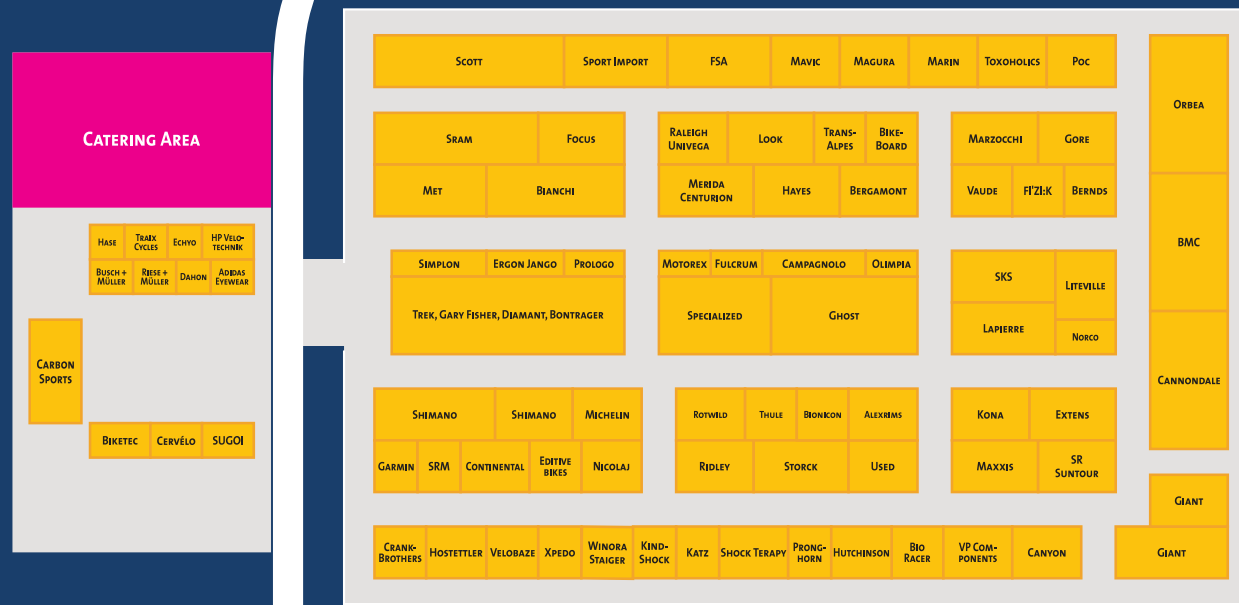 CATERING AREA
HASE
TRAIX
CYCLES
ECHYO
HP VELO-
TECHNIK
BUSCH +
MÜLLER
RIESE +
MÜLLER
DAHON
ADIDAS
EYEWEAR
CARBON
SPORTS
BIKETEC
CERVÉLO
SUGOI
SCOTT
SPORT IMPORT
FSA
MAVIC
MAGURA
MARIN
TOXOHOLICS
POC
SRAM
FOCUS
MET
BIANCHI
RALEIGH
UNIVEGA
LOOK
TRANS-
ALPES
BIKE-
BOARD
MERIDA
CENTURION
HAYES
BERGAMONT
MARZOCCHI
GORE
VAUDE
FI'ZI:K
BERNDS
ORBEA
BMC
CANNONDALE
SIMPLON
ERGON JANGO
PROLOGO
TREK, GARY FISHER, DIAMANT, BONTRAGER
MOTOREX
FULCRUM
CAMPAGNOLO
OLIMPIA
SPECIALIZED
GHOST
SKS
LITEVILLE
LAPIERRE
NORCO
SHIMANO
SHIMANO
MICHELIN
GARMIN
SRM
CONTINENTAL
EDITIVE
BIKES
NICOLAJ
ROTWILD
THULE
BIONICON
ALEXRIMS
RIDLEY
STORCK
USED
KONA
EXTENS
MAXXIS
SR
SUNTOUR
GIANT
GIANT
CRANK-
BROTHERS
HOSTETTLER
VELOBAZE
XPEDO
WINORA
STAIGER
KIND-
SHOCK
KATZ
SHOCK TERAPY
PRONG-
HORN
HUTCHINSON
BIO
RACER
VP COM-
PONENTS
CANYON